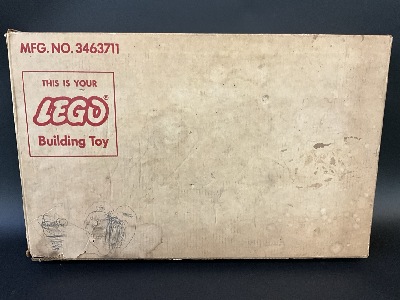 MFG. NO. 3463711
THIS IS YOUR
LEGO®
Building Toy